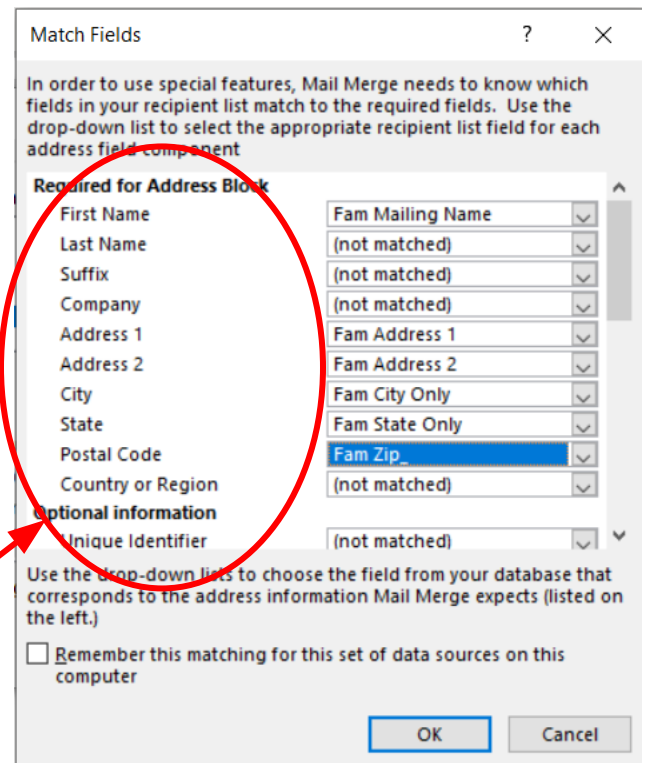 Match Fields ? ×
In order to use special features, Mail Merge needs to know which
fields in your recipient list match to the required fields. Use the
drop-down list to select the appropriate recipient list field for each
address field component
Required for Address Block
First Name Fam Mailing Name
Last Name (not matched)
Suffix (not matched)
Company (not matched)
Address 1 Fam Address 1
Address 2 Fam Address 2
City Fam City Only
State Fam State Only
Postal Code Fam Zip_
Country or Region (not matched)
Optional information
Unique Identifier (not matched)
Use the drop-down lists to choose the field from your database that
corresponds to the address information Mail Merge expects (listed on
the left.)
Remember this matching for this set of data sources on this
computer
OK Cancel